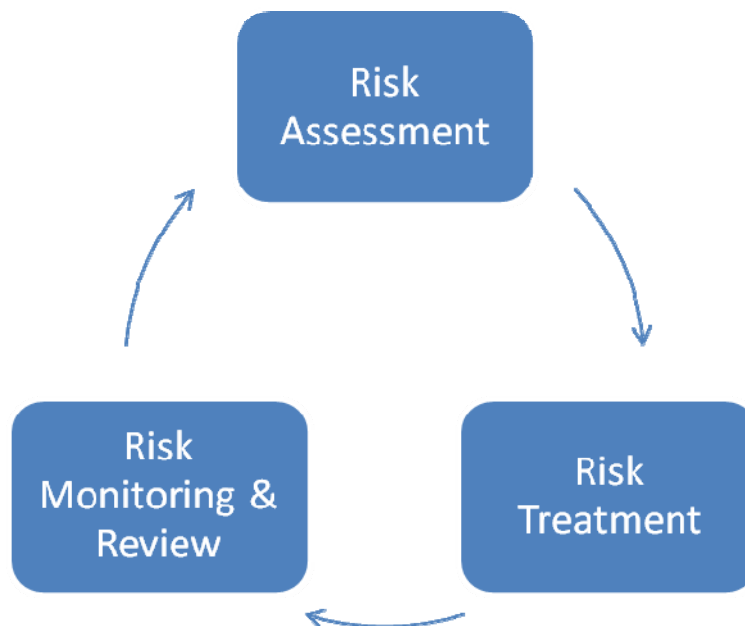 Risk
Assessment
Risk
Treatment
Risk
Monitoring &
Review